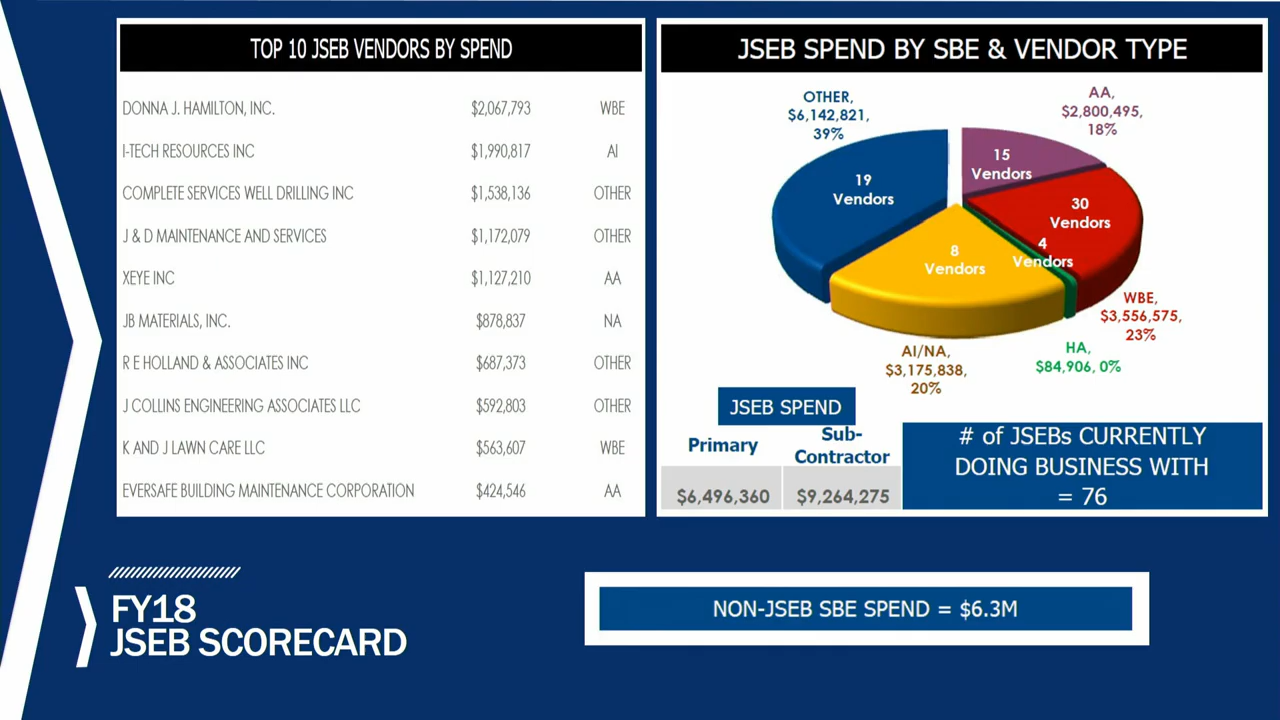 TOP 10 JSEB VENDORS BY SPEND
DONNA J. HAMILTON, INC. $2,067,793 WBE
I-TECH RESOURCES INC $1,990,817 AI
COMPLETE SERVICES WELL DRILLING INC $1,538,136 OTHER
J & D MAINTENANCE AND SERVICES $1,172,079 OTHER
XEYE INC $1,127,210 AA
JB MATERIALS, INC. $878,837 NA
R E HOLLAND & ASSOCIATES INC $687,373 OTHER
J COLLINS ENGINEERING ASSOCIATES LLC $592,803 OTHER
K AND J LAWN CARE LLC $563,607 WBE
EVERSAFE BUILDING MAINTENANCE CORPORATION $424,546 AA
JSEB SPEND BY SBE & VENDOR TYPE
OTHER,
$6,142,821,
39%
AA,
$2,800,495,
18%
15
Vendors
19
Vendors
30
Vendors
4
Vendors
8
Vendors
WBE,
$3,556,575,
23%
HA,
$84,906, 0%
AI/NA,
$3,175,838,
20%
JSEB SPEND
Primary
Sub-
Contractor
$6,496,360 $9,264,275
# of JSEBs CURRENTLY
DOING BUSINESS WITH
= 76
FY18
JSEB SCORECARD
NON-JSEB SBE SPEND = $6.3M